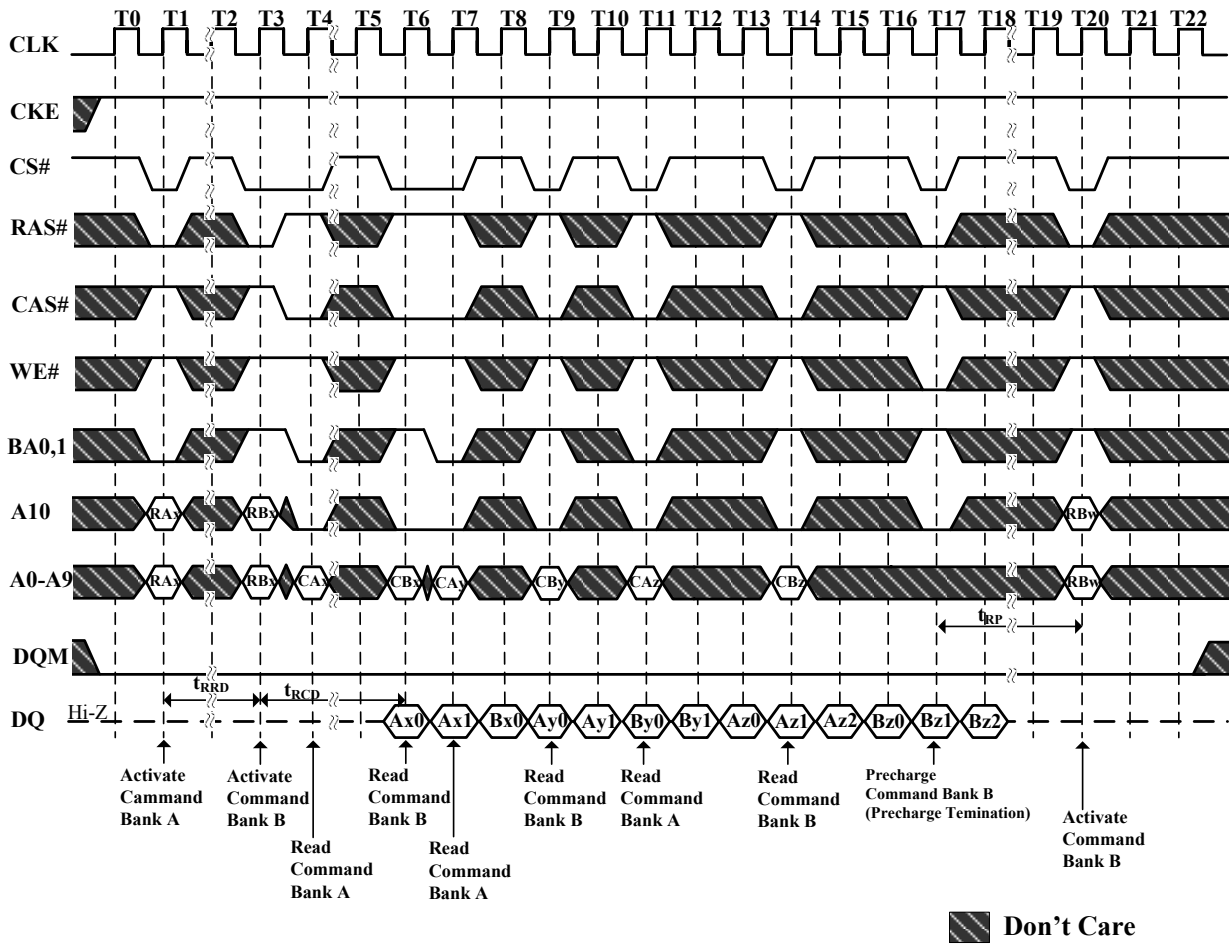 T0 T1 T2 T3 T4 T5 T6 T7 T8 T9 T10 T11 T12 T13 T14 T15 T16 T17 T18 T19 T20 T21 T22
CLK
CKE
CS#
RAS#
CAS#
WE#
BA0,1
A10 RAx RBx RBw
A0-A9 RAx RBx CAx CBx CAy CBy CAz CBz RBw
tRP
DQM
tRRD tRCD
DQ Hi-Z Ax0 Ax1 Bx0 Ay0 Ay1 By0 By1 Az0 Az1 Az2 Bz0 Bz1 Bz2
Activate
Cammand
Bank A
Activate
Command
Bank B
Read
Command
Bank A
Read
Command
Bank B
Read
Command
Bank A
Read
Command
Bank B
Read
Command
Bank A
Read
Command
Bank B
Precharge
Command Bank B
(Precharge Temination)
Activate
Command
Bank B
Don't Care